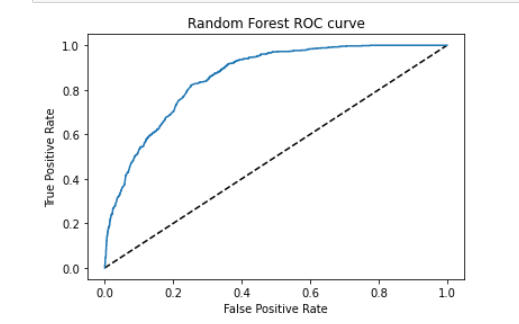 Random Forest ROC curve
1.0
0.8
0.6
0.4
0.2
0.0
True Positive Rate
0.0 0.2 0.4 0.6 0.8 1.0
False Positive Rate